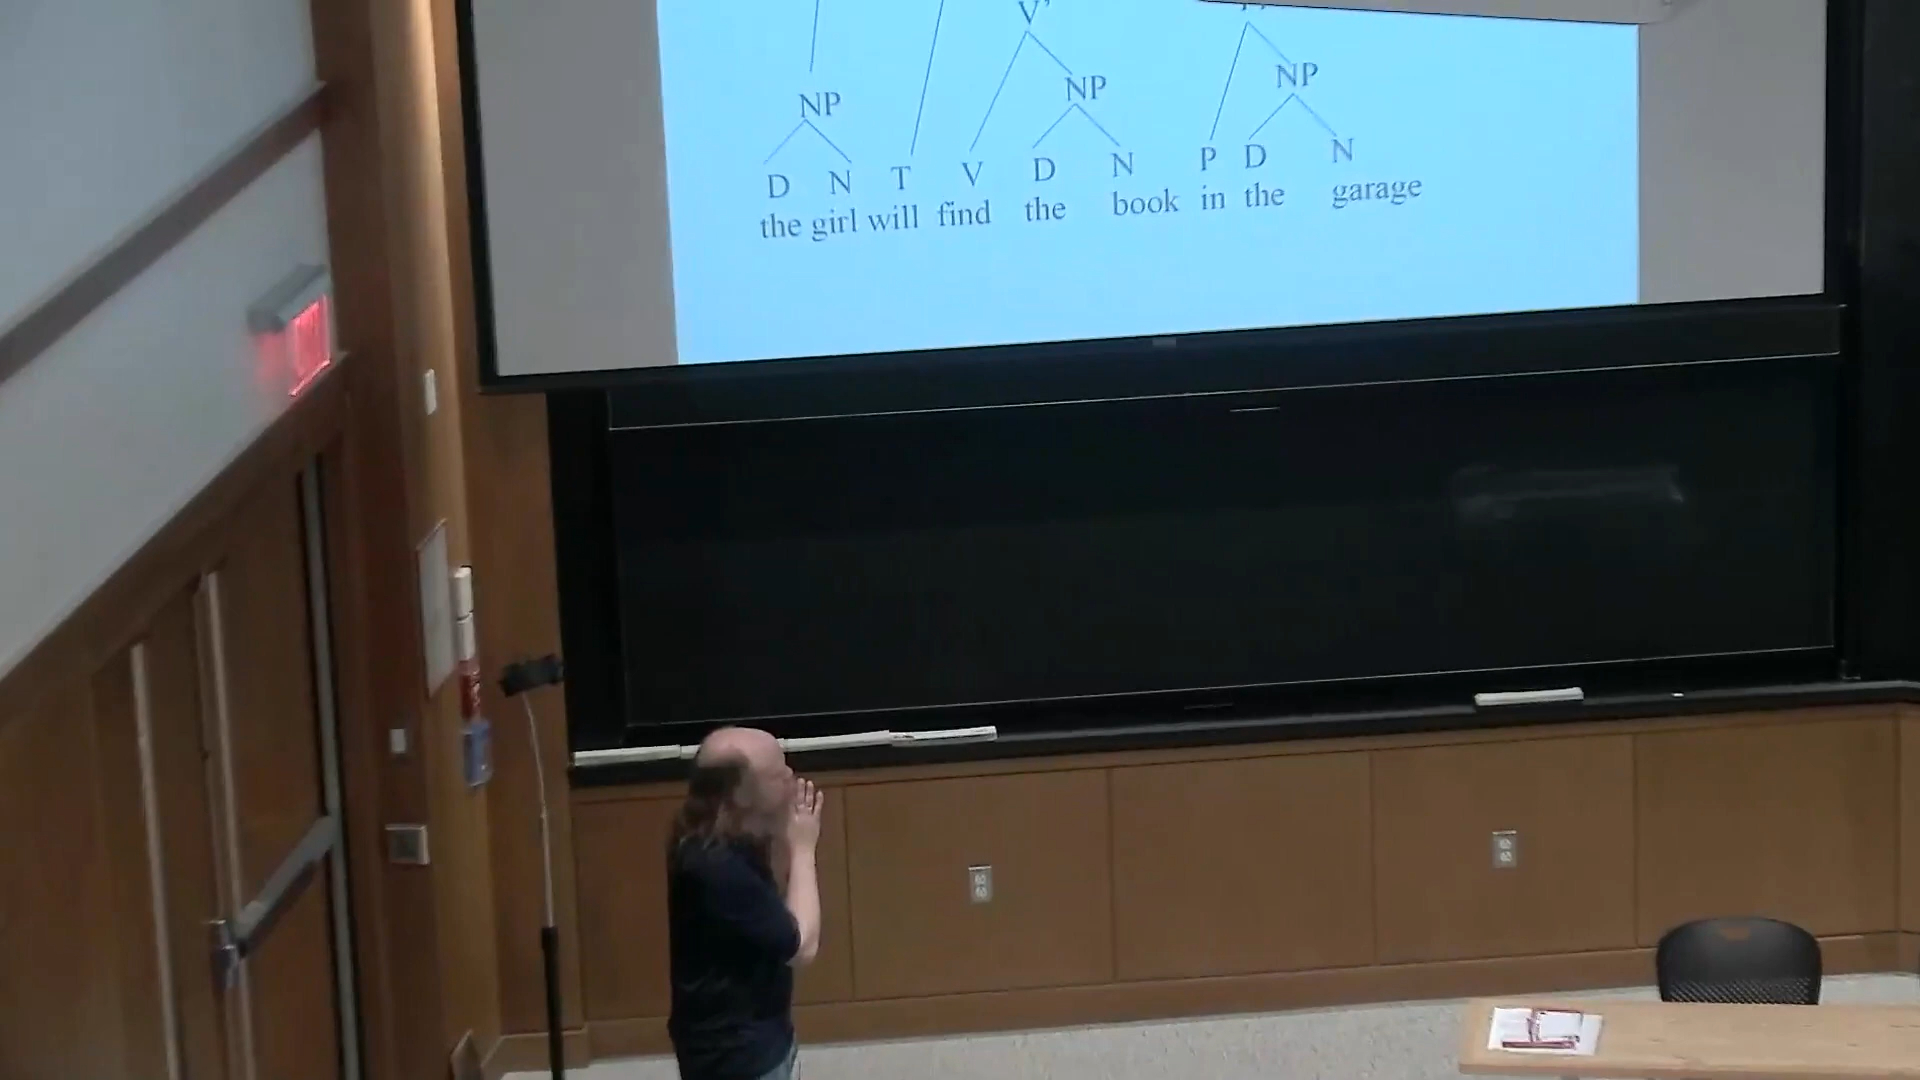 V'
NP
NP
NP
D N T V D N P D N
the girl will find the book in the garage